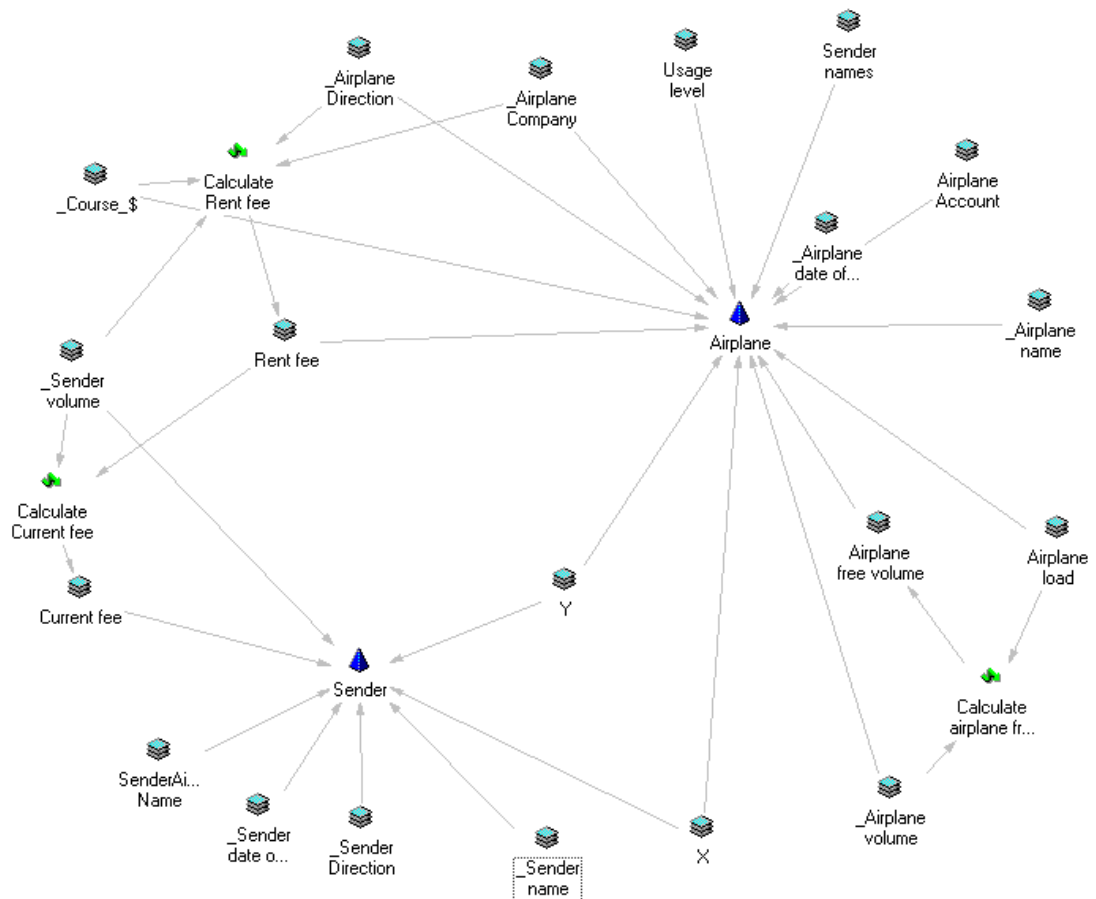 Sender
names
Usage
level
_Airplane
Direction
_Airplane
Company
Calculate
Rent fee
_Course_$
Airplane
Account
_Airplane
date of...
_Airplane
name
Airplane
Rent fee
_Sender
volume
Calculate
Current fee
Airplane
free volume
Airplane
load
Current fee
Y
Sender
Calculate
airplane fr...
SenderAi...
Name
_Sender
date o...
_Sender
Direction
_Sender
name
X
_Airplane
volume